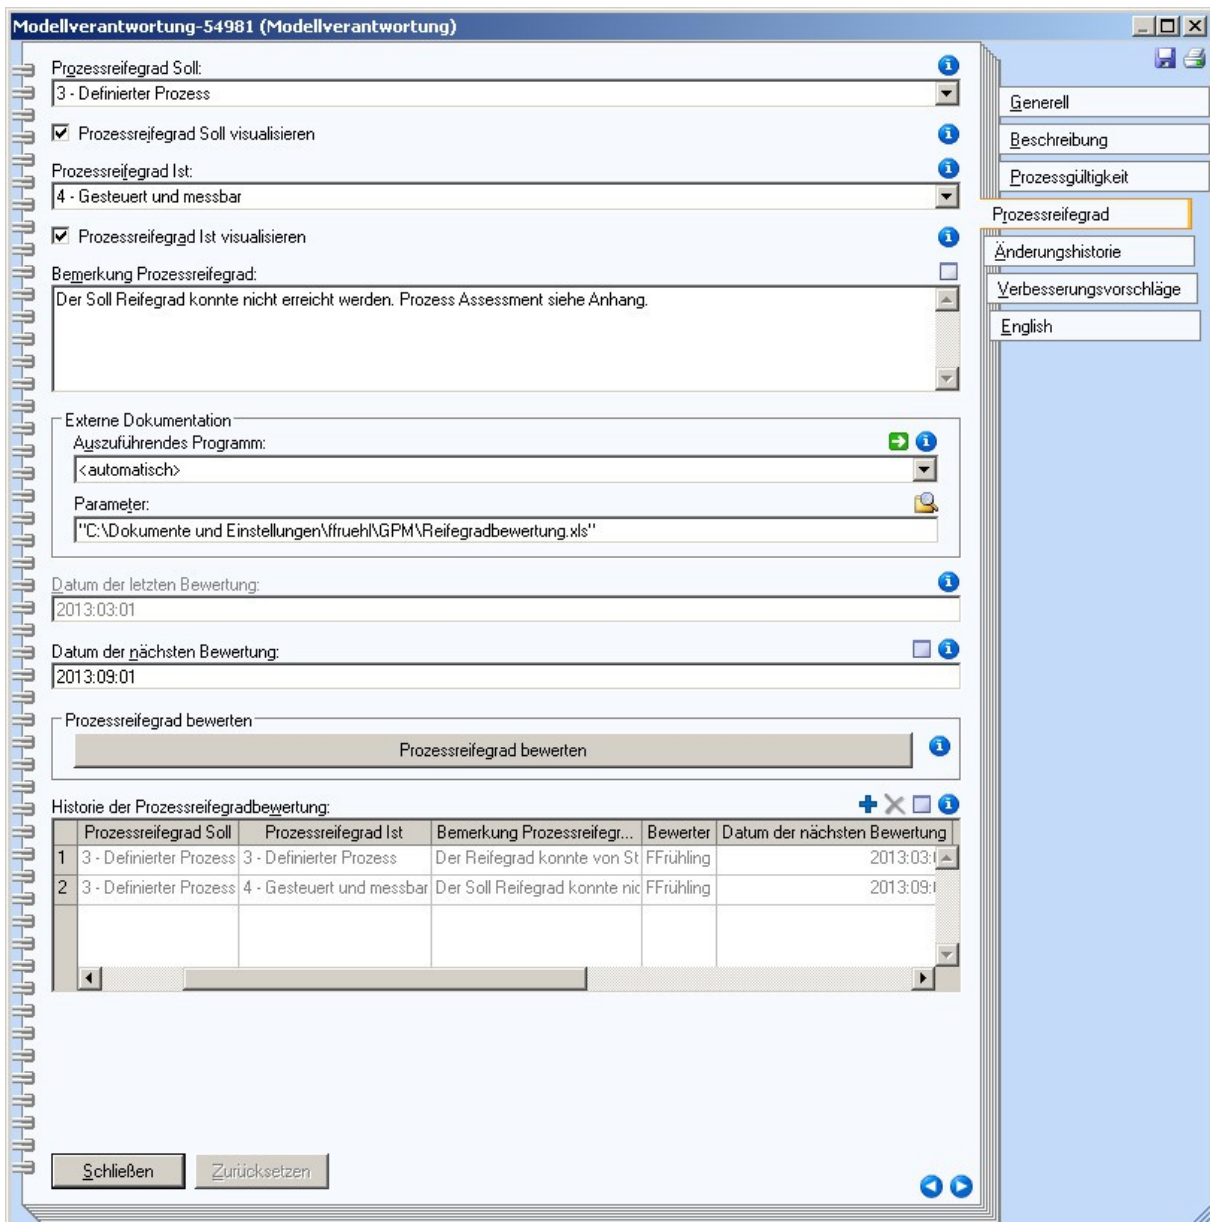 Modellverantwortung-54981 (Modellverantwortung)
Prozessreifegrad Soll:
3 - Definierter Prozess
Prozessreifegrad Soll visualisieren
Prozessreifegrad Ist:
4 - Gesteuert und messbar
Prozessreifegrad Ist visualisieren
Bemerkung Prozessreifegrad:
Der Soll Reifegrad konnte nicht erreicht werden. Prozess Assessment siehe Anhang.
Externe Dokumentation
Auszuführendes Programm:
<automatisch>
Parameter:
"C:\Dokumente und Einstellungen\ffruehl\GPM\Reifegradbewertung.xls"
Datum der letzten Bewertung:
2013:03:01
Datum der nächsten Bewertung:
2013:09:01
Prozessreifegrad bewerten
Prozessreifegrad bewerten
Historie der Prozessreifegradbewertung:
Prozessreifegrad Soll Prozessreifegrad Ist Bemerkung Prozessreifegr... Bewerter Datum der nächsten Bewertung
1 3 - Definierter Prozess 3 - Definierter Prozess Der Reifegrad konnte von St FFrühling 2013:03:
2 3 - Definierter Prozess 4 - Gesteuert und messbar Der Soll Reifegrad konnte nic FFrühling 2013:09:
Schließen Zurücksetzen
Generell
Beschreibung
Prozessgültigkeit
Prozessreifegrad
Änderungshistorie
Verbesserungsvorschläge
English